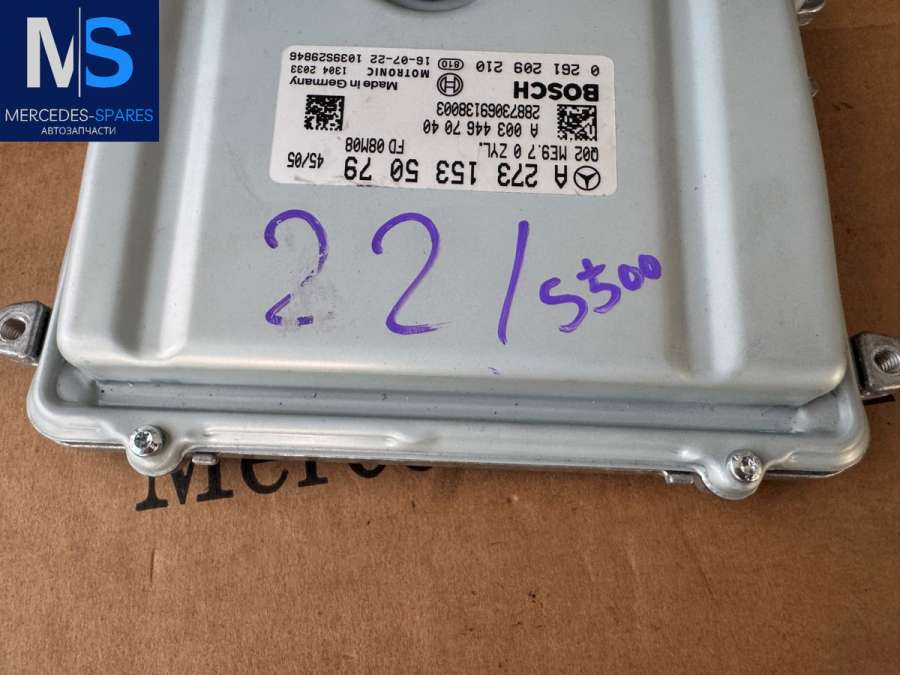 MS
MERCEDES-SPARES
АВТОЗАПЧАСТИ
A 273 153 50 79
45/05
Q02 ME9.7 0 ZYL.
FD 08M08
A 003 446 70 40
28873069138003
BOSCH
Made in Germany
0 261 209 210
610
MOTRONIC 1304 2033
16-07-22 1039S29846
221/S500